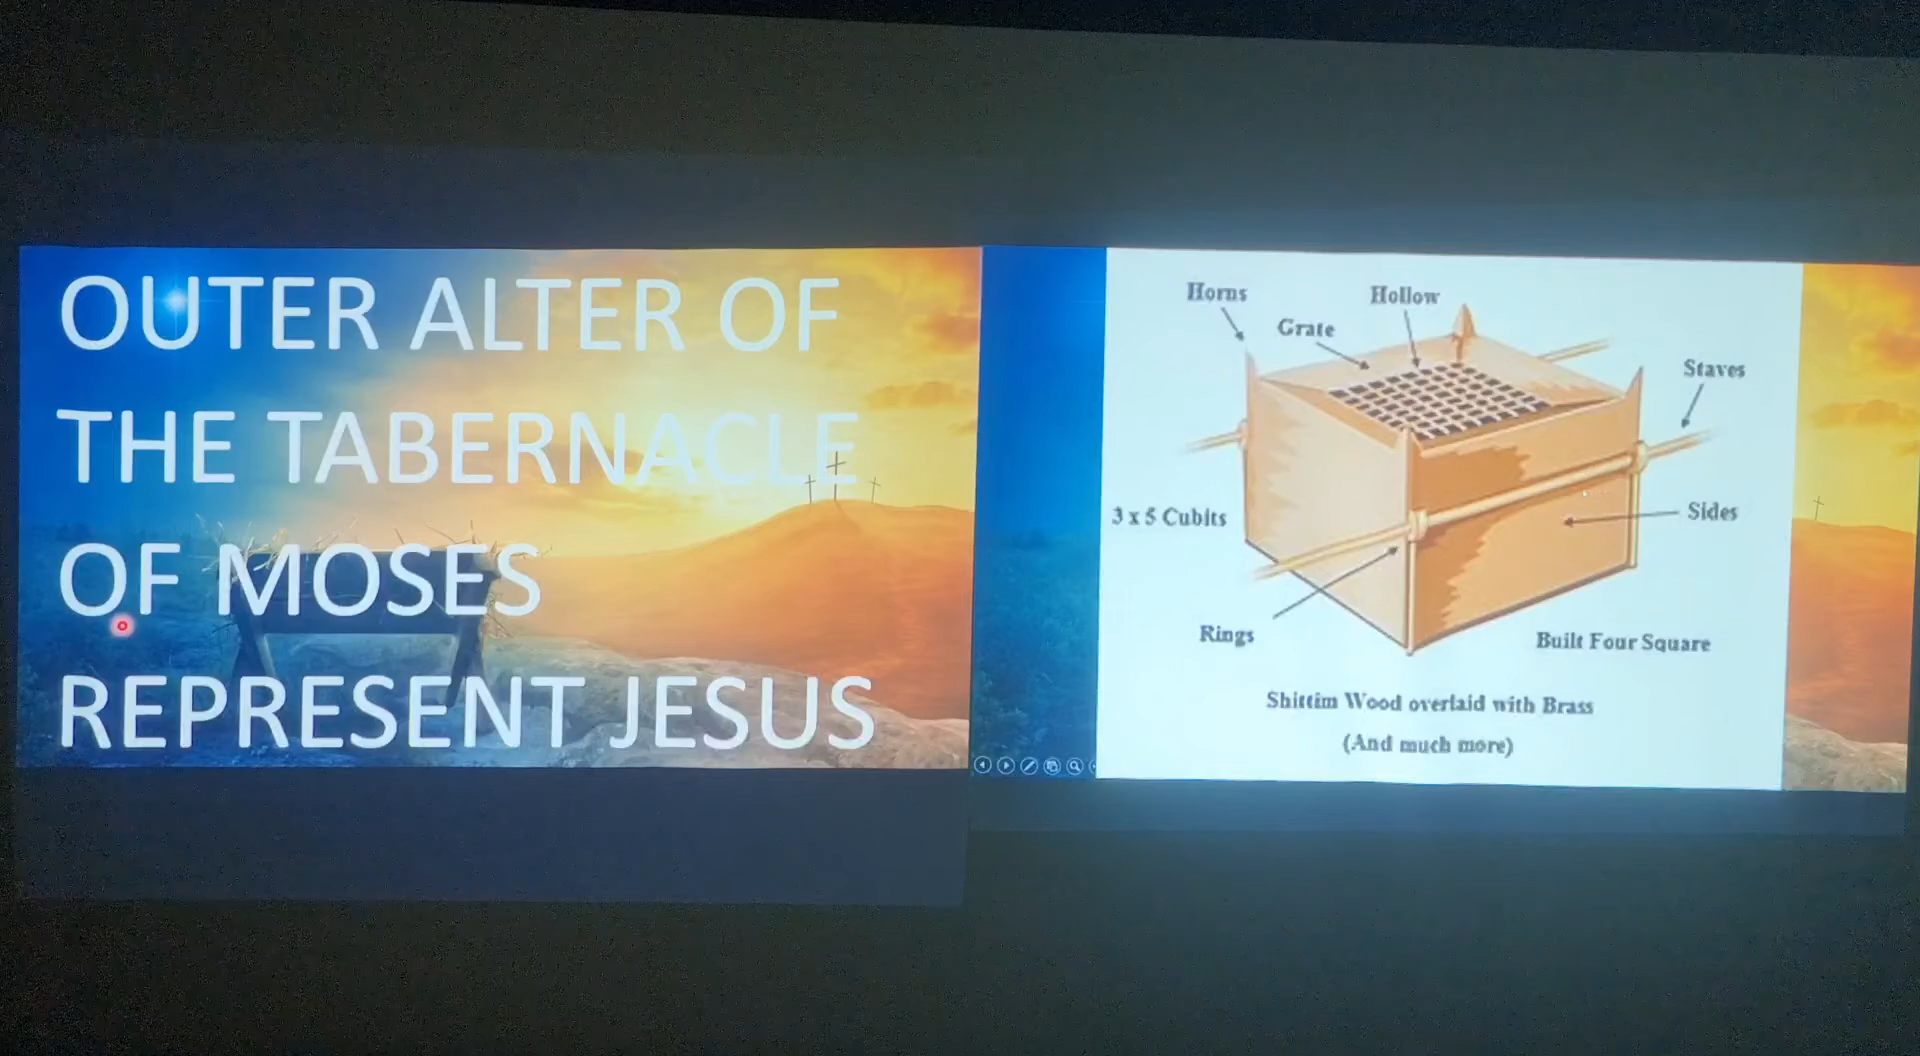 OUTER ALTER OF
THE TABERNACLE
OF MOSES
REPRESENT JESUS
Horns
Hollow
Grate
Staves
3 x 5 Cubits
Sides
Rings
Built Four Square
Shittim Wood overlaid with Brass
(And much more)